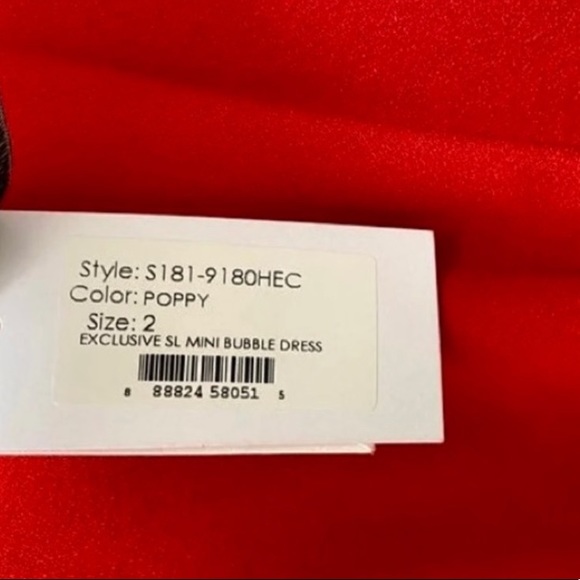 Style: S181-9180HEC
Color: POPPY
Size: 2
EXCLUSIVE SL MINI BUBBLE DRESS
8 88824 58051 5